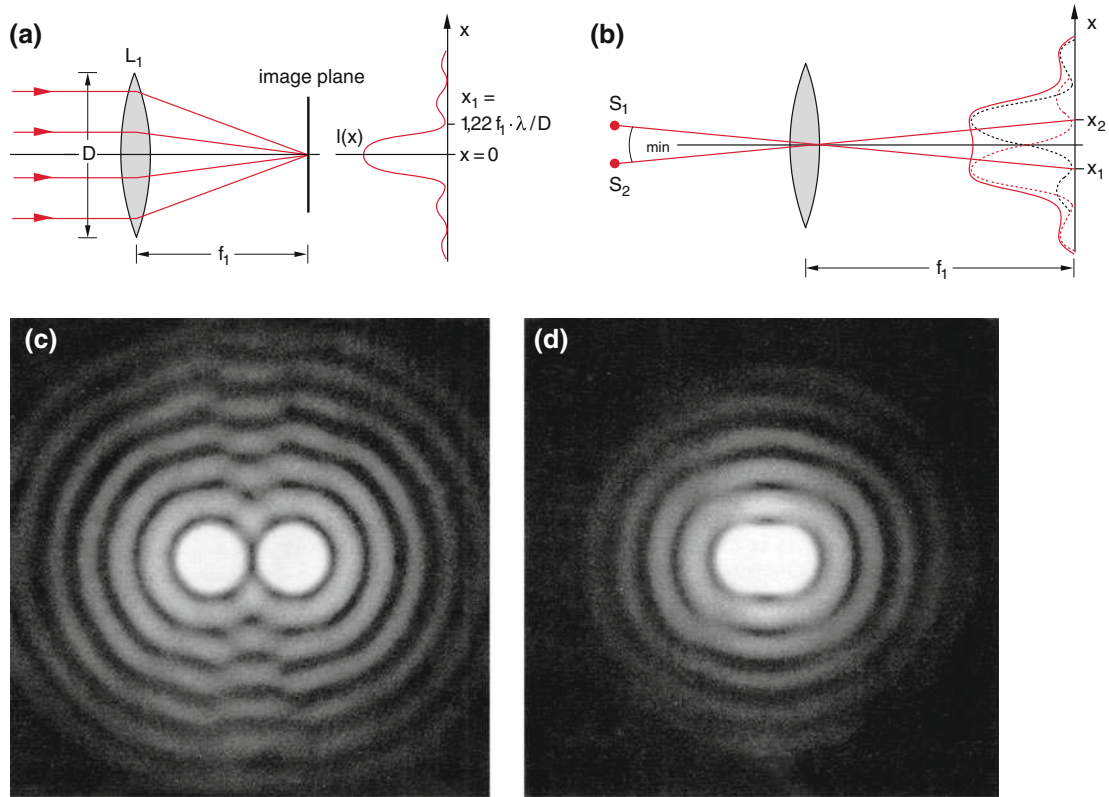 (a)
L₁
D
f₁
image plane
I(x)
x
x₁ =
1,22 f₁ · λ/D
x = 0
(b)
S₁
S₂
min
f₁
x
x₂
x₁
(c)
(d)